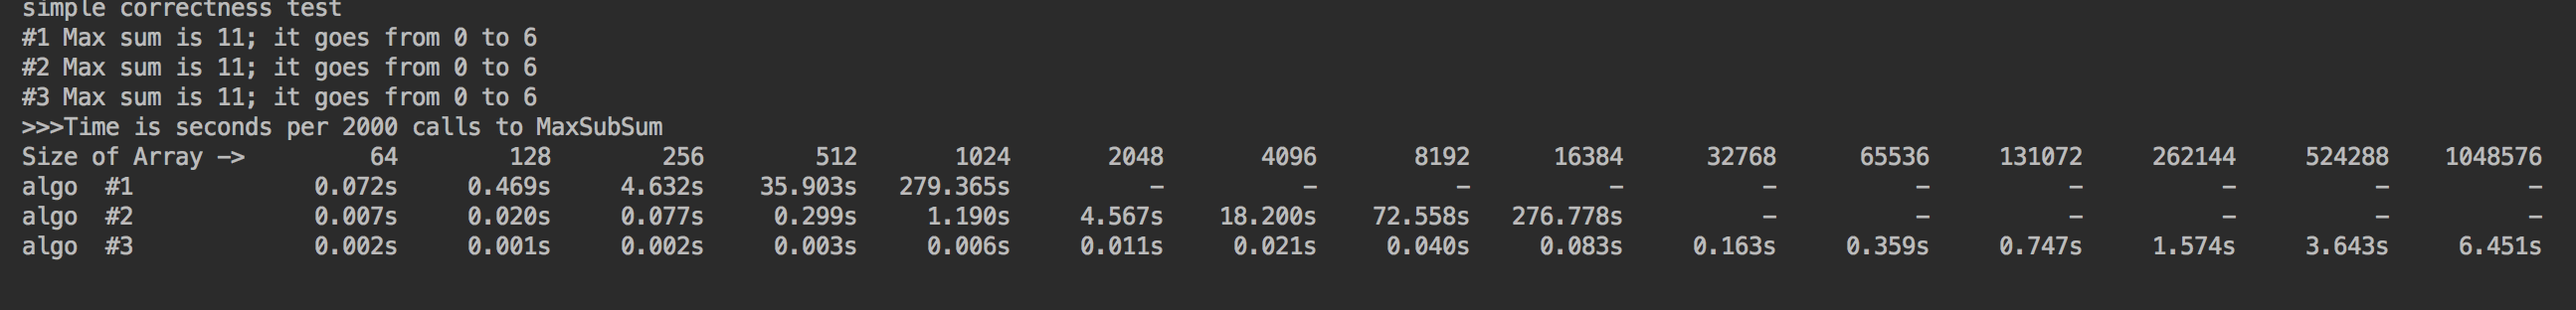 simple correctness test
#1 Max sum is 11; it goes from 0 to 6
#2 Max sum is 11; it goes from 0 to 6
#3 Max sum is 11; it goes from 0 to 6
>>>Time is seconds per 2000 calls to MaxSubSum
Size of Array -> 64 128 256 512 1024 2048 4096 8192 16384 32768 65536 131072 262144 524288 1048576
algo #1 0.072s 0.469s 4.632s 35.903s 279.365s - - - - - - - - - -
algo #2 0.007s 0.020s 0.077s 0.299s 1.190s 4.567s 18.200s 72.558s 276.778s - - - - - -
algo #3 0.002s 0.001s 0.002s 0.003s 0.006s 0.011s 0.021s 0.040s 0.083s 0.163s 0.359s 0.747s 1.574s 3.643s 6.451s